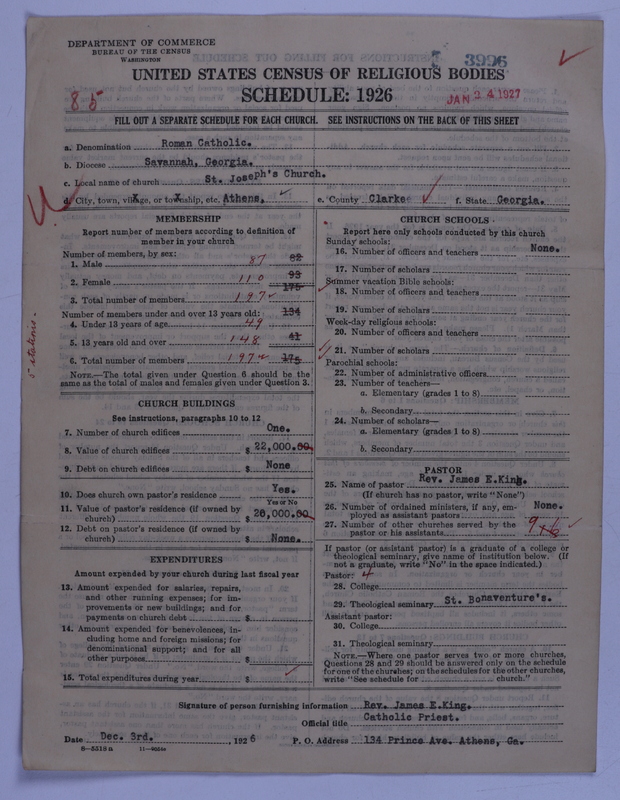 DEPARTMENT OF COMMERCE
BUREAU OF THE CENSUS
WASHINGTON
3996
UNITED STATES CENSUS OF RELIGIOUS BODIES
85
SCHEDULE: 1926
JAN 24 1927
FILL OUT A SEPARATE SCHEDULE FOR EACH CHURCH. SEE INSTRUCTIONS ON THE BACK OF THIS SHEET
a. Denomination Roman Catholic.
b. Diocese Savannah, Georgia.
c. Local name of church St. Joseph's Church.
d. City, town, village, or township, etc. Athens. e. County Clarke f. State Georgia.
MEMBERSHIP
Report number of members according to definition of
member in your church
Number of members, by sex:
1. Male 87 82
2. Female 110 93
175
3. Total number of members 197
Number of members under and over 13 years old: 134
4. Under 13 years of age 49
5. 13 years old and over 148 41
6. Total number of members 197 175
NOTE.—The total given under Question 6 should be the
same as the total of males and females given under Question 3.
CHURCH BUILDINGS
See instructions, paragraphs 10 to 12
7. Number of church edifices One.
8. Value of church edifices $ 22,000.00
9. Debt on church edifices $ None
10. Does church own pastor's residence Yes.
Yes or No
11. Value of pastor's residence (if owned by
church) $ 20,000.00
12. Debt on pastor's residence (if owned by
church) $ None.
EXPENDITURES
Amount expended by your church during last fiscal year
13. Amount expended for salaries, repairs,
and other running expenses; for im-
provements or new buildings; and for
payments on church debt $
14. Amount expended for benevolences, in-
cluding home and foreign missions; for
denominational support; and for all
other purposes $
15. Total expenditures during year $
CHURCH SCHOOLS
Report here only schools conducted by this church
Sunday schools:
16. Number of officers and teachers None.
17. Number of scholars
Summer vacation Bible schools:
18. Number of officers and teachers
19. Number of scholars
Week-day religious schools:
20. Number of officers and teachers
21. Number of scholars
Parochial schools:
22. Number of administrative officers
23. Number of teachers—
a. Elementary (grades 1 to 8)
b. Secondary
24. Number of scholars—
a. Elementary (grades 1 to 8)
b. Secondary
PASTOR
25. Name of pastor Rev. James E.King.
(If church has no pastor, write "None")
26. Number of ordained ministers, if any, em-
ployed as assistant pastors None.
27. Number of other churches served by the
pastor or his assistants
If pastor (or assistant pastor) is a graduate of a college or
theological seminary, give name of institution below. (If
not a graduate, write "No" in the space indicated.)
Pastor: 4
28. College
29. Theological seminary St. Bonaventure's.
Assistant pastor:
30. College
31. Theological seminary
NOTE.—Where one pastor serves two or more churches,
Questions 28 and 29 should be answered only on the schedule
for one of the churches; on the schedules for the other churches,
write "See schedule for church."
Signature of person furnishing information Rev. James E.King.
Official title Catholic Priest.
Date Dec. 3rd. , 1926 P. O. Address 134 Prince Ave. Athens, Ga.
8—5518a